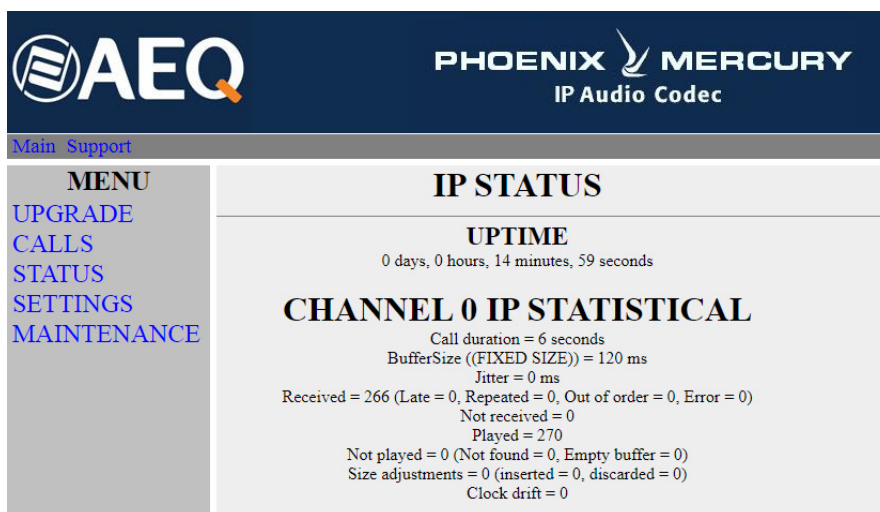 AEQ
PHOENIX MERCURY
IP Audio Codec
Main Support
MENU
UPGRADE
CALLS
STATUS
SETTINGS
MAINTENANCE
IP STATUS
UPTIME
0 days, 0 hours, 14 minutes, 59 seconds
CHANNEL 0 IP STATISTICAL
Call duration = 6 seconds
BufferSize ((FIXED SIZE)) = 120 ms
Jitter = 0 ms
Received = 266 (Late = 0, Repeated = 0, Out of order = 0, Error = 0)
Not received = 0
Played = 270
Not played = 0 (Not found = 0, Empty buffer = 0)
Size adjustments = 0 (inserted = 0, discarded = 0)
Clock drift = 0